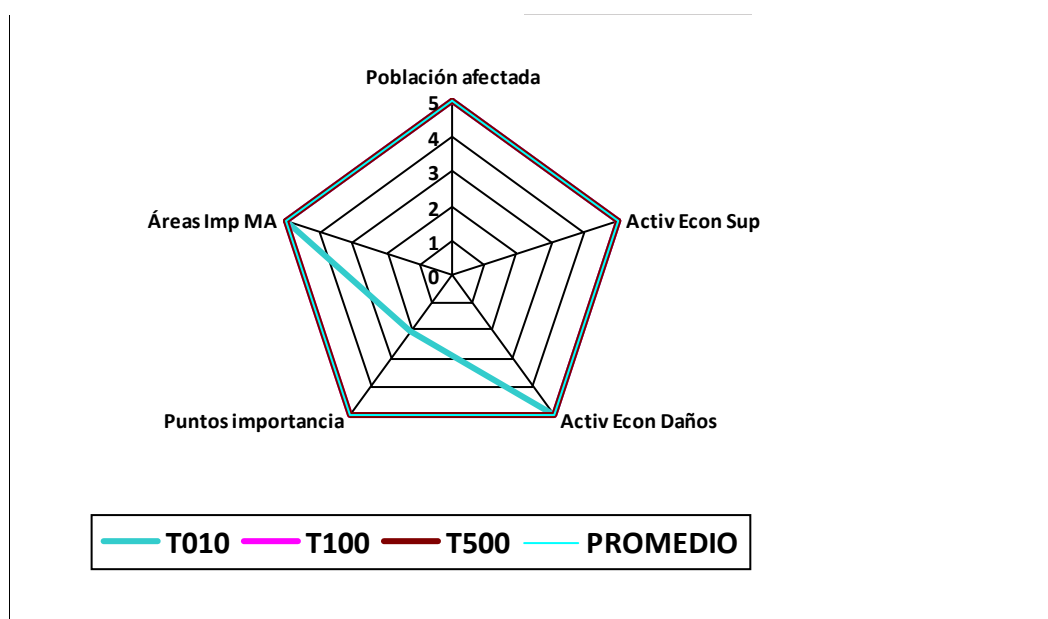 Población afectada
5
4
3
2
1
0
Áreas Imp MA
Activ Econ Sup
Puntos importancia
Activ Econ Daños
T010 T100 T500 PROMEDIO